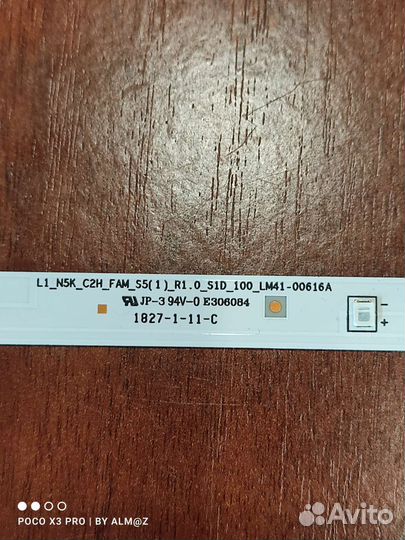 L1_N5K_C2H_FAM_S5(1)_R1.0_S1D_100_LM41-00616A
JP-3 94V-0 E306084
1827-1-11-C
−
+
POCO X3 PRO | BY ALM@Z
Avito